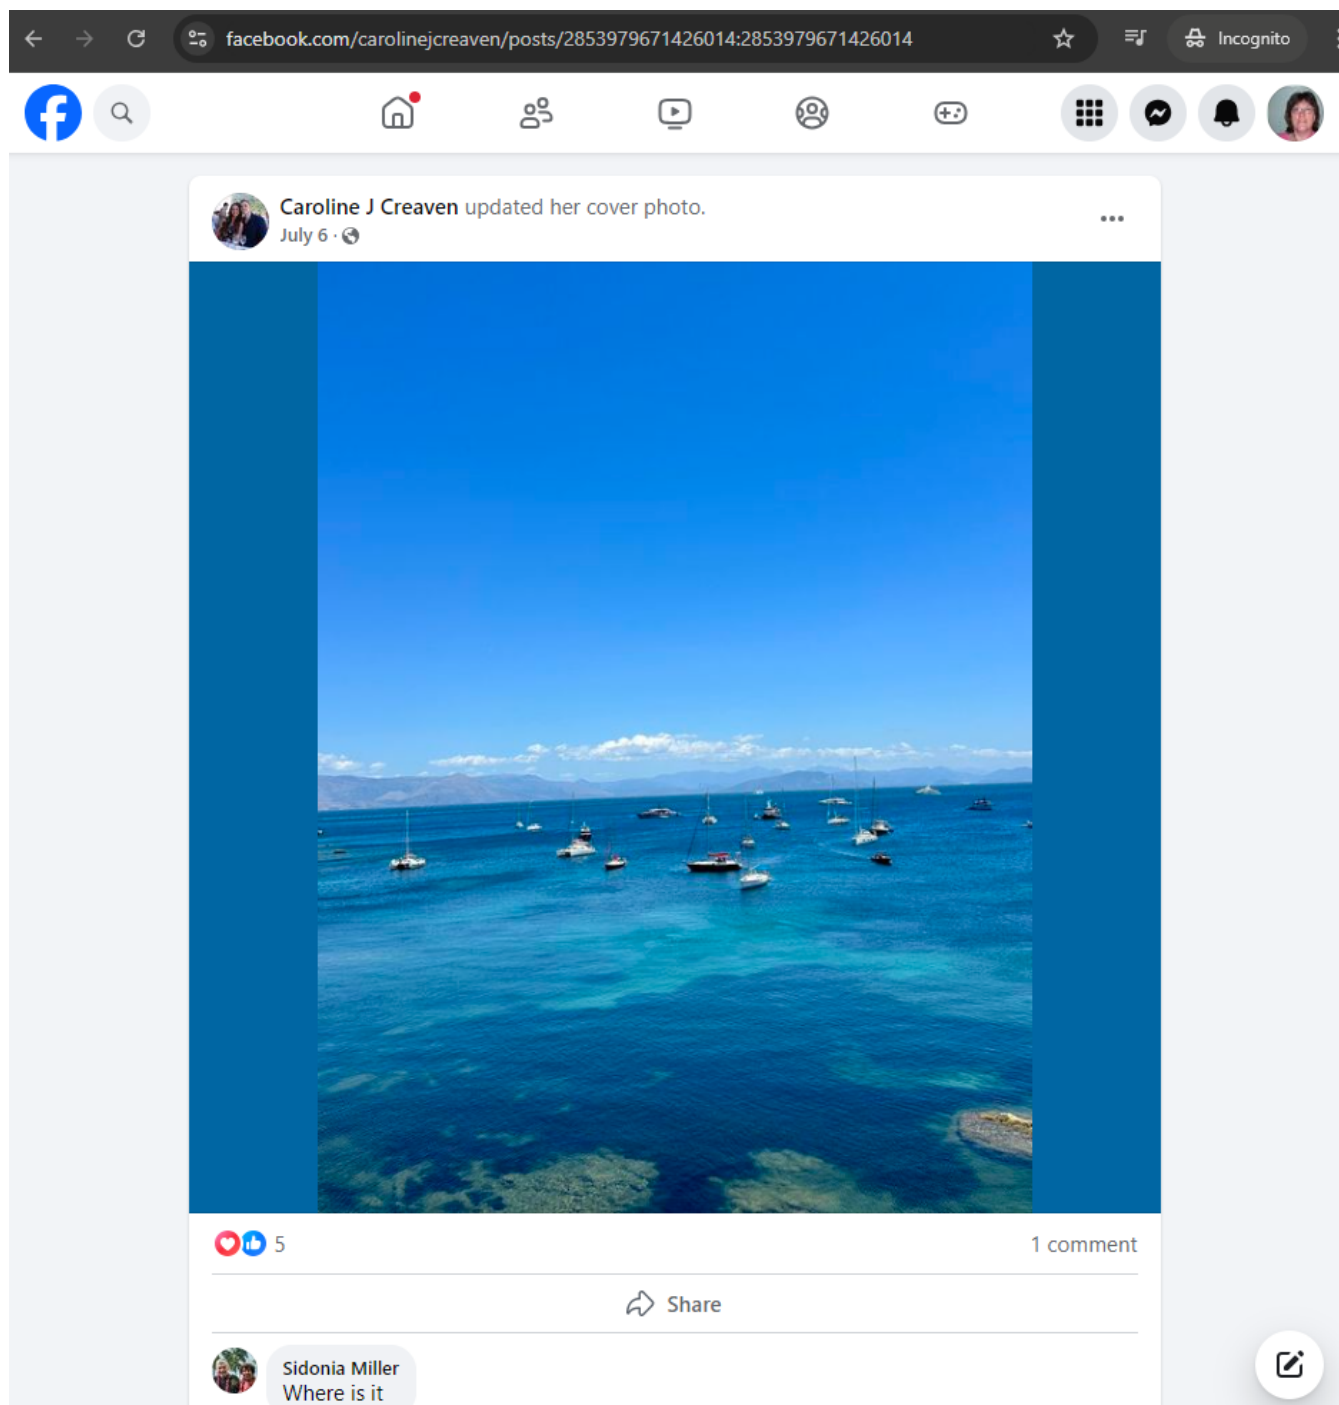 facebook.com/carolinejcreaven/posts/2853979671426014:2853979671426014
Incognito
Caroline J Creaven updated her cover photo.
July 6 ·
5
1 comment
Share
Sidonia Miller
Where is it